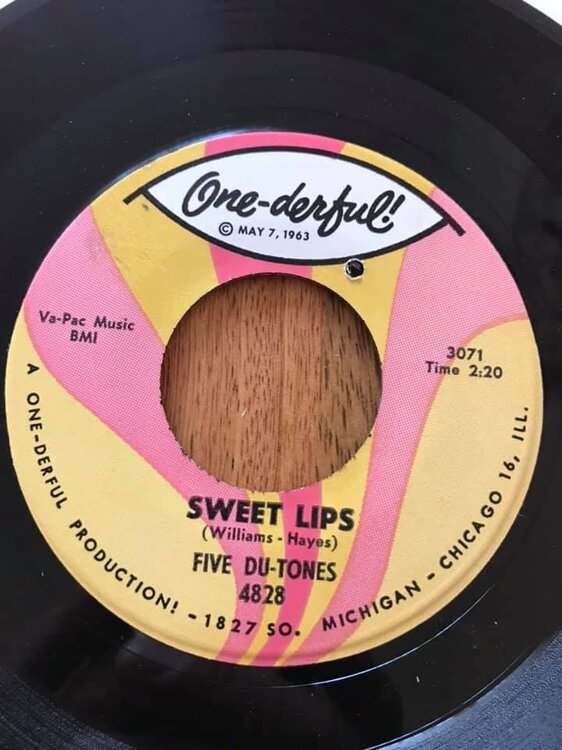 One-derful!
© MAY 7, 1963
Va-Pac Music
BMI
3071
Time 2:20
SWEET LIPS
(Williams - Hayes)
FIVE DU-TONES
4828
A ONE-DERFUL PRODUCTION! - 1827 SO. MICHIGAN - CHICAGO 16, ILL.